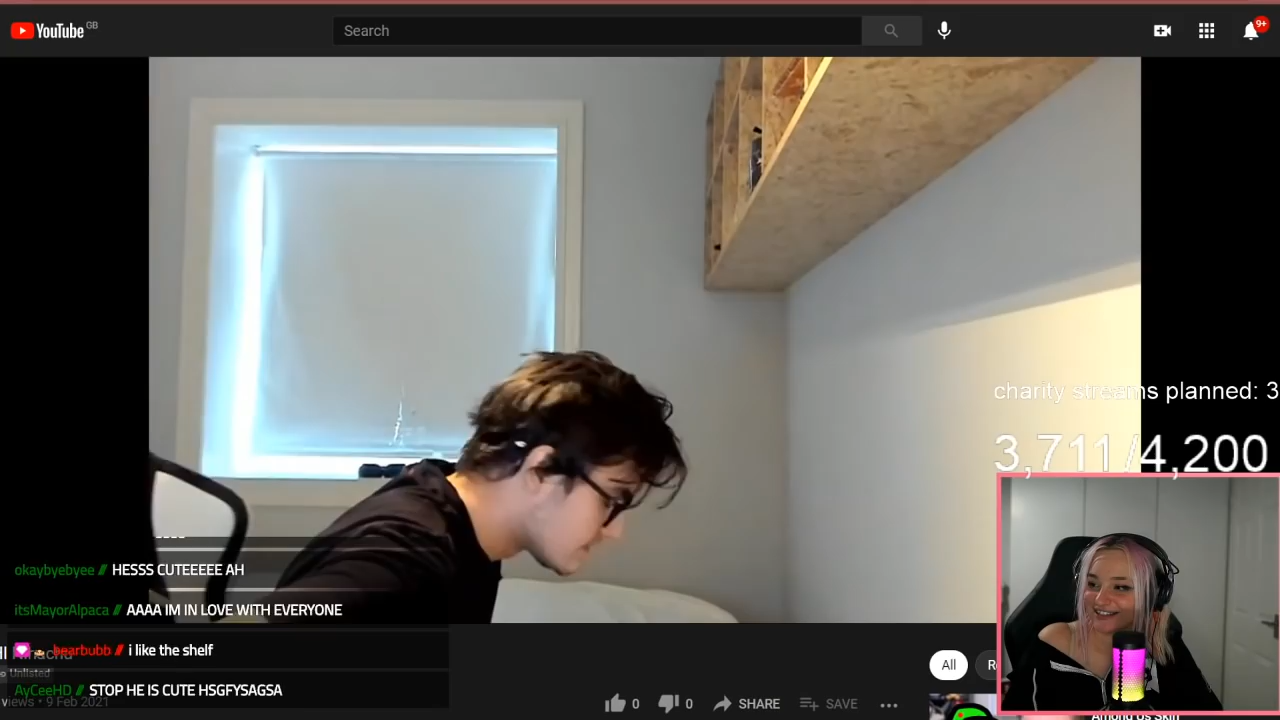 YouTube GB
Search
9+
charity streams planned: 3
3,711/4,200
okaybyebyee // HESSS CUTEEEEE AH
itsMayorAlpaca // AAAA IM IN LOVE WITH EVERYONE
bearbubb // i like the shelf
Unlisted
AyCeeHD // STOP HE IS CUTE HSGFYSAGSA
views • 9 Feb 2021
0
0
SHARE
SAVE
All
Among Us skin